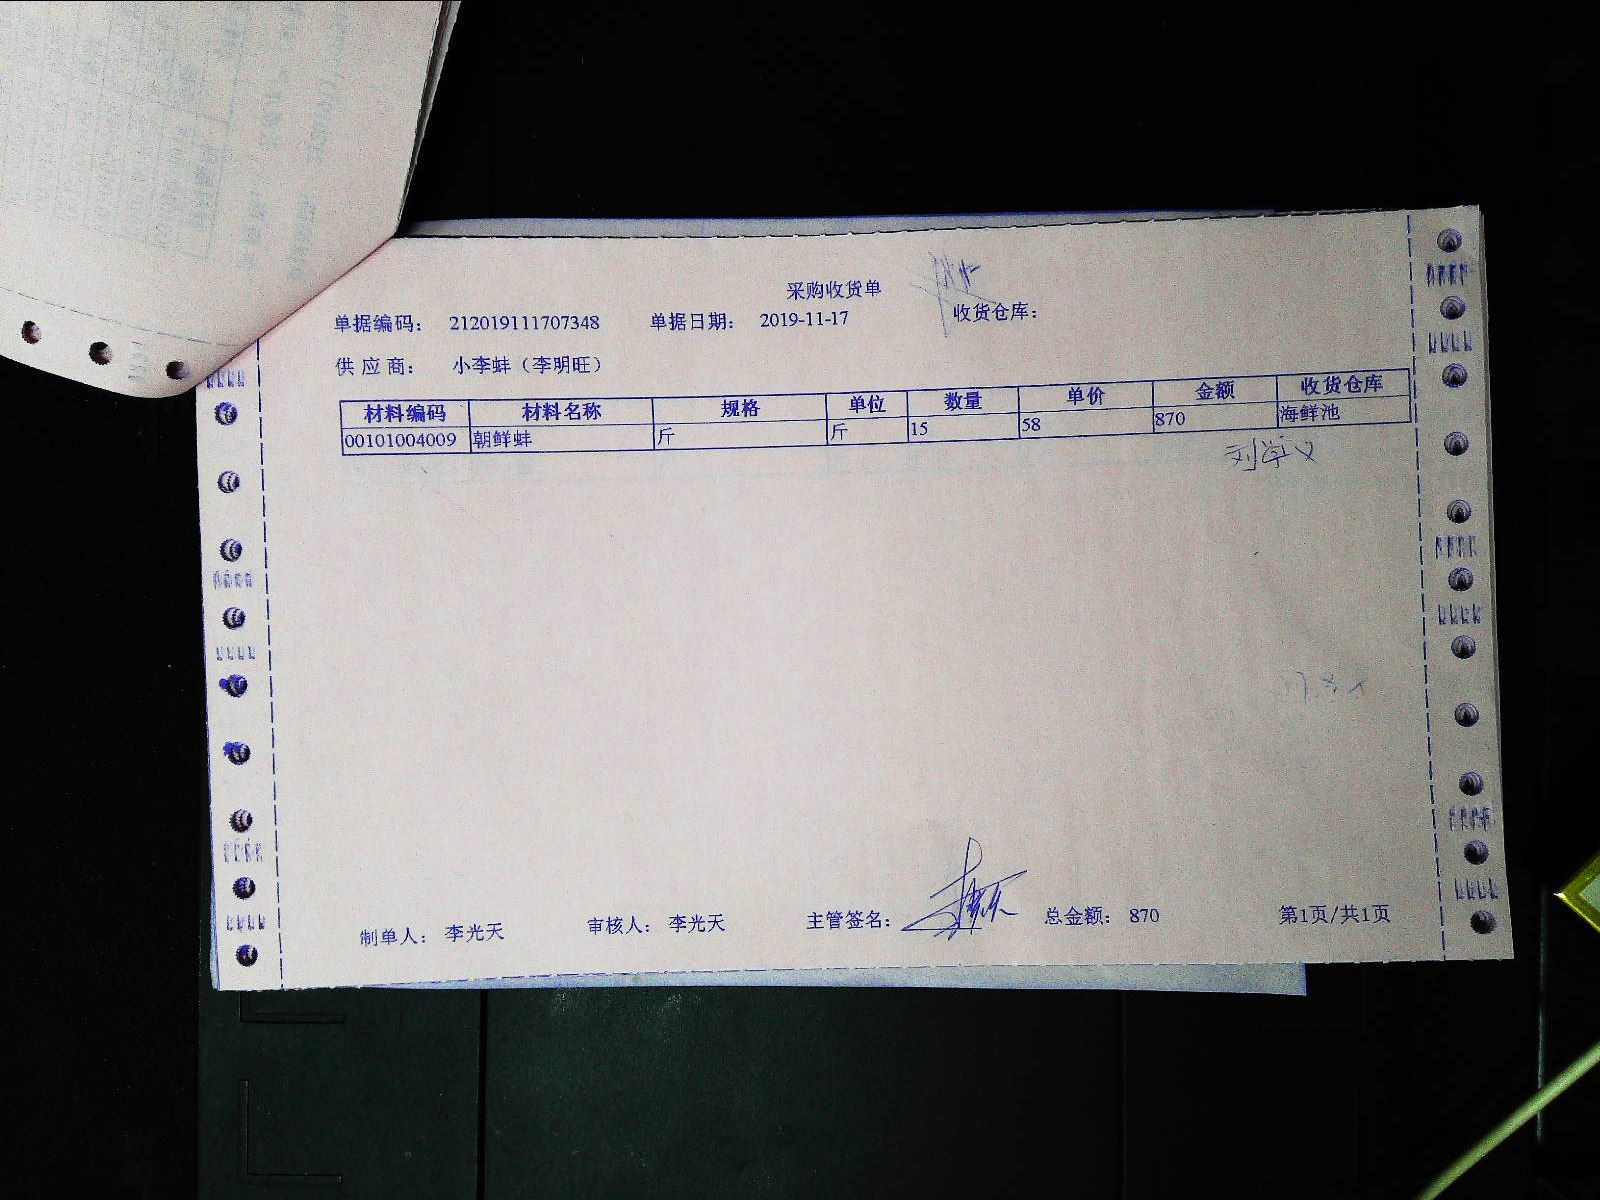 采购收货单
单据编码: 212019111707348 单据日期: 2019-11-17 收货仓库:
供应商: 小李蚌（李明旺）
材料编码 材料名称 规格 单位 数量 单价 金额 收货仓库
00101004009 朝鲜蚌 斤 斤 15 58 870 海鲜池
刘学义
制单人: 李光天 审核人: 李光天 主管签名: 总金额: 870 第1页/共1页